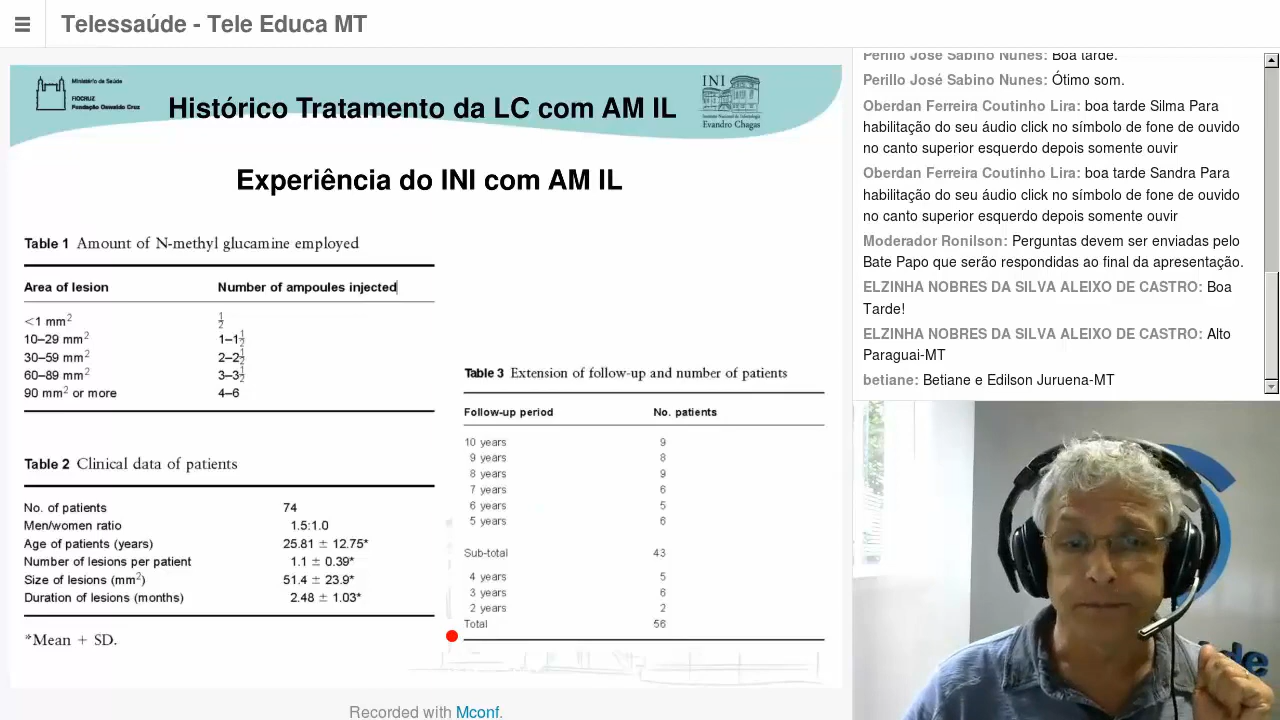 Telessaúde - Tele Educa MT
Ministério da Saúde
FIOCRUZ
Fundação Oswaldo Cruz
Histórico Tratamento da LC com AM IL
INI
Evandro Chagas
Experiência do INI com AM IL
Table 1 Amount of N-methyl glucamine employed
Area of lesion Number of ampoules injected
<1 mm² ½
10–29 mm² 1–1½
30–59 mm² 2–2½
60–89 mm² 3–3½
90 mm² or more 4–6
Table 2 Clinical data of patients
No. of patients 74
Men/women ratio 1.5:1.0
Age of patients (years) 25.81 ± 12.75*
Number of lesions per patient 1.1 ± 0.39*
Size of lesions (mm²) 51.4 ± 23.9*
Duration of lesions (months) 2.48 ± 1.03*
*Mean + SD.
Table 3 Extension of follow-up and number of patients
Follow-up period No. patients
10 years 9
9 years 8
8 years 9
7 years 6
6 years 5
5 years 6
Sub-total 43
4 years 5
3 years 6
2 years 2
Total 56
Recorded with Mconf.
Perillo José Sabino Nunes: Boa tarde.
Perillo José Sabino Nunes: Ótimo som.
Oberdan Ferreira Coutinho Lira: boa tarde Silma Para
habilitação do seu áudio click no símbolo de fone de ouvido
no canto superior esquerdo depois somente ouvir
Oberdan Ferreira Coutinho Lira: boa tarde Sandra Para
habilitação do seu áudio click no símbolo de fone de ouvido
no canto superior esquerdo depois somente ouvir
Moderador Ronilson: Perguntas devem ser enviadas pelo
Bate Papo que serão respondidas ao final da apresentação.
ELZINHA NOBRES DA SILVA ALEIXO DE CASTRO: Boa
Tarde!
ELZINHA NOBRES DA SILVA ALEIXO DE CASTRO: Alto
Paraguai-MT
betiane: Betiane e Edilson Juruena-MT
de